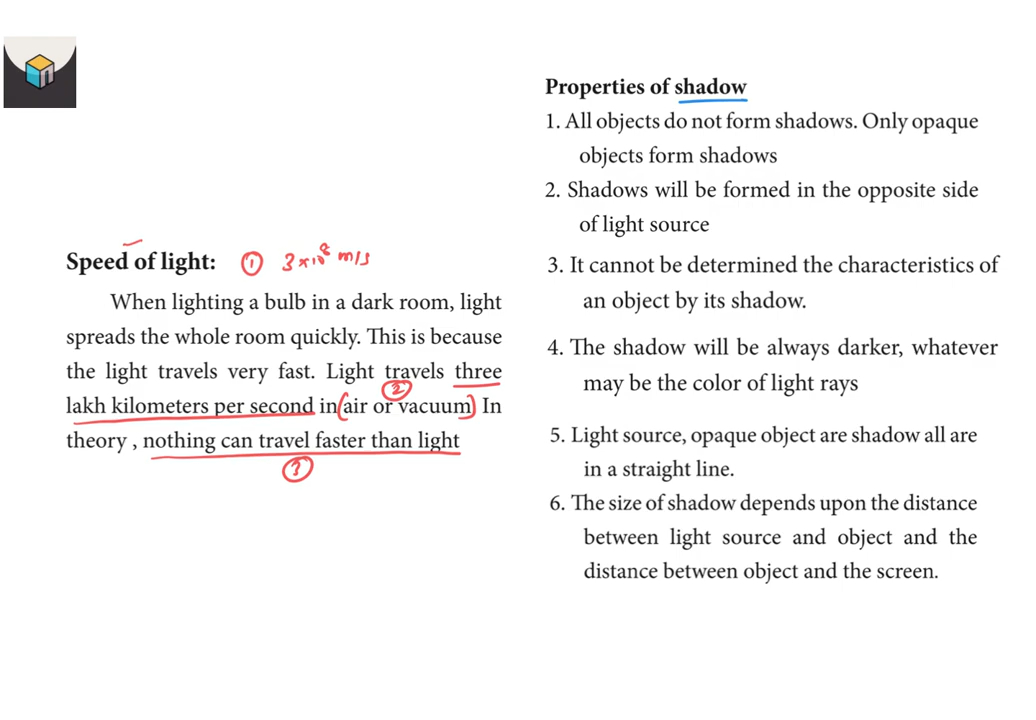 Speed of light: ① 3×10⁸ m/s
When lighting a bulb in a dark room, light
spreads the whole room quickly. This is because
the light travels very fast. Light travels three
②
lakh kilometers per second in (air or vacuum) In
theory , nothing can travel faster than light
③
Properties of shadow
1. All objects do not form shadows. Only opaque
objects form shadows
2. Shadows will be formed in the opposite side
of light source
3. It cannot be determined the characteristics of
an object by its shadow.
4. The shadow will be always darker, whatever
may be the color of light rays
5. Light source, opaque object are shadow all are
in a straight line.
6. The size of shadow depends upon the distance
between light source and object and the
distance between object and the screen.